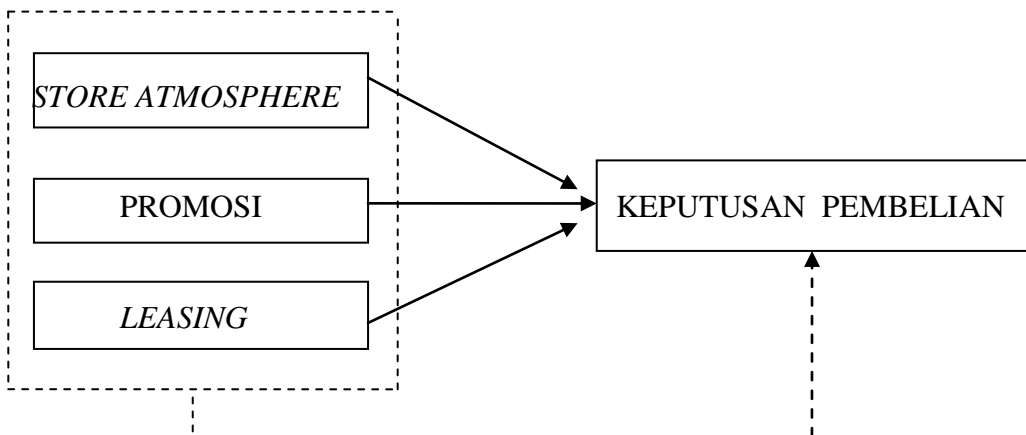 STORE ATMOSPHERE
PROMOSI
KEPUTUSAN PEMBELIAN
LEASING